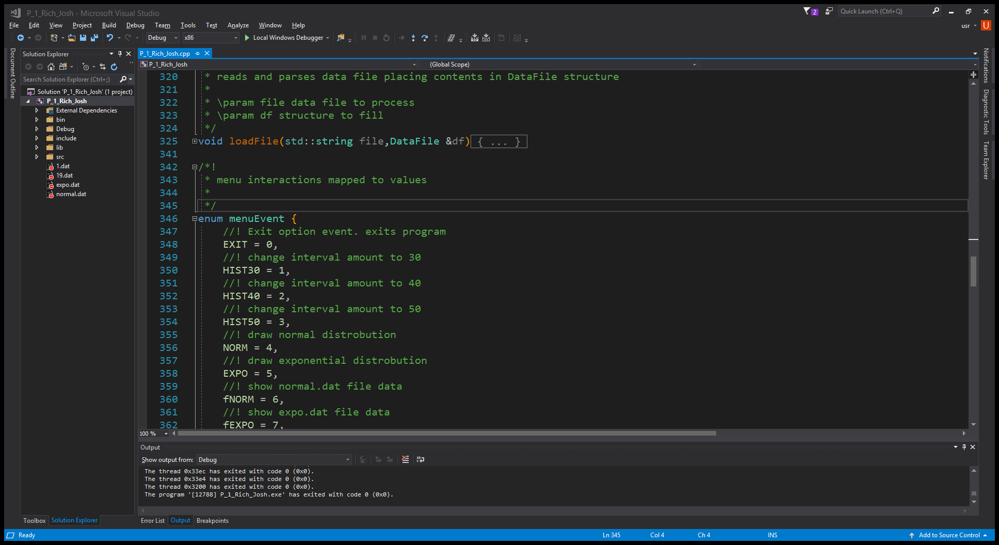 P_1_Rich_Josh - Microsoft Visual Studio
2
Quick Launch (Ctrl+Q)
File Edit View Project Build Debug Team Tools Test Analyze Window Help
usr U
Debug x86 Local Windows Debugger
Document Outline
Solution Explorer
Search Solution Explorer (Ctrl+;)
Solution 'P_1_Rich_Josh' (1 project)
P_1_Rich_Josh
External Dependencies
bin
Debug
include
lib
src
1.dat
19.dat
expo.dat
normal.dat
Toolbox Solution Explorer
P_1_Rich_Josh.cpp
P_1_Rich_Josh (Global Scope)
320 * reads and parses data file placing contents in DataFile structure
321 *
322 * \param file data file to process
323 * \param df structure to fill
324 */
325 void loadFile(std::string file,DataFile &df){ ... }
341
342 /*!
343 * menu interactions mapped to values
344 *
345 */
346 enum menuEvent {
347 //! Exit option event. exits program
348 EXIT = 0,
349 //! change interval amount to 30
350 HIST30 = 1,
351 //! change interval amount to 40
352 HIST40 = 2,
353 //! change interval amount to 50
354 HIST50 = 3,
355 //! draw normal distrobution
356 NORM = 4,
357 //! draw exponential distrobution
358 EXPO = 5,
359 //! show normal.dat file data
360 fNORM = 6,
361 //! show expo.dat file data
362 fEXPO = 7,
100 %
Output
Show output from: Debug
The thread 0x33ec has exited with code 0 (0x0).
The thread 0x33e4 has exited with code 0 (0x0).
The thread 0x3200 has exited with code 0 (0x0).
The program '[12788] P_1_Rich_Josh.exe' has exited with code 0 (0x0).
Error List Output Breakpoints
Notifications
Diagnostic Tools
Team Explorer
Ready Ln 345 Col 4 Ch 4 INS Add to Source Control